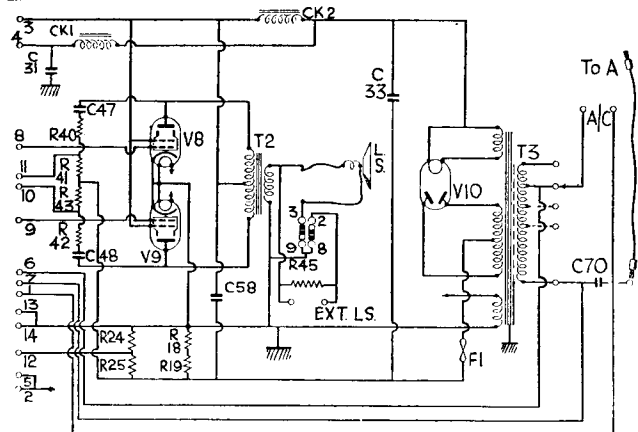 3
CK2
4
CK1
C
31
C
33
To A
C47
A/C
8
R40
V8
T2
L.
S.
T3
11
R
41
10
R
43
V10
3
2
9
R
42
V9
C48
9
8
R45
C70
6
7
1
C58
13
EXT. L.S.
14
R24
R
18
F1
12
R25
R19
5
2